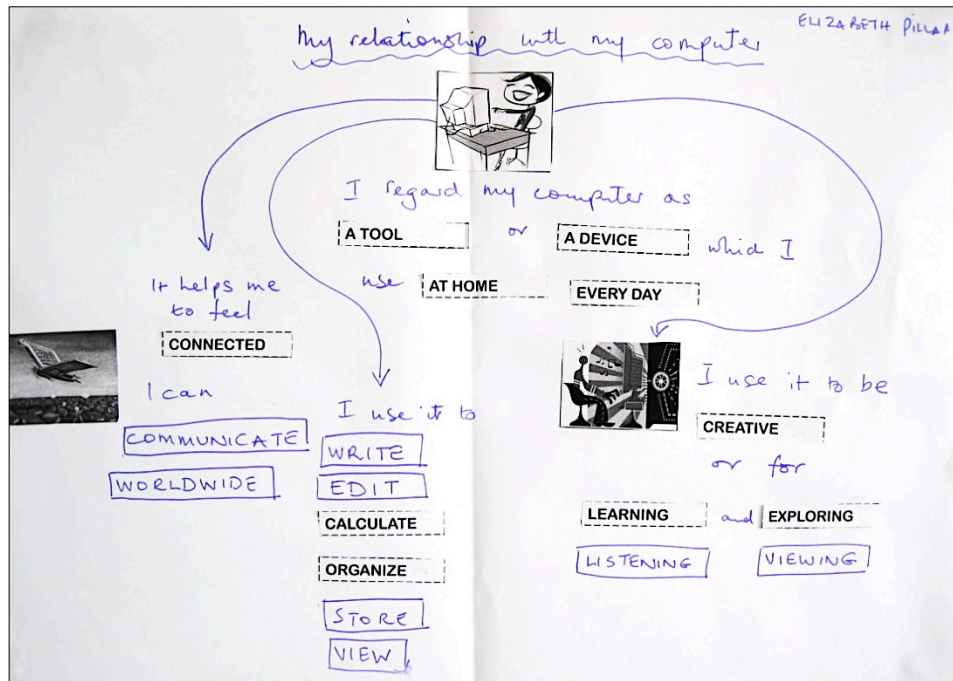 ELIZABETH PILLAR
My relationship with my computer
I regard my computer as
A TOOL or A DEVICE which I
use AT HOME EVERY DAY
It helps me
to feel
CONNECTED
I can
COMMUNICATE
WORLDWIDE
I use it to
WRITE
EDIT
CALCULATE
ORGANIZE
STORE
VIEW
I use it to be
CREATIVE
or for
LEARNING and EXPLORING
LISTENING VIEWING